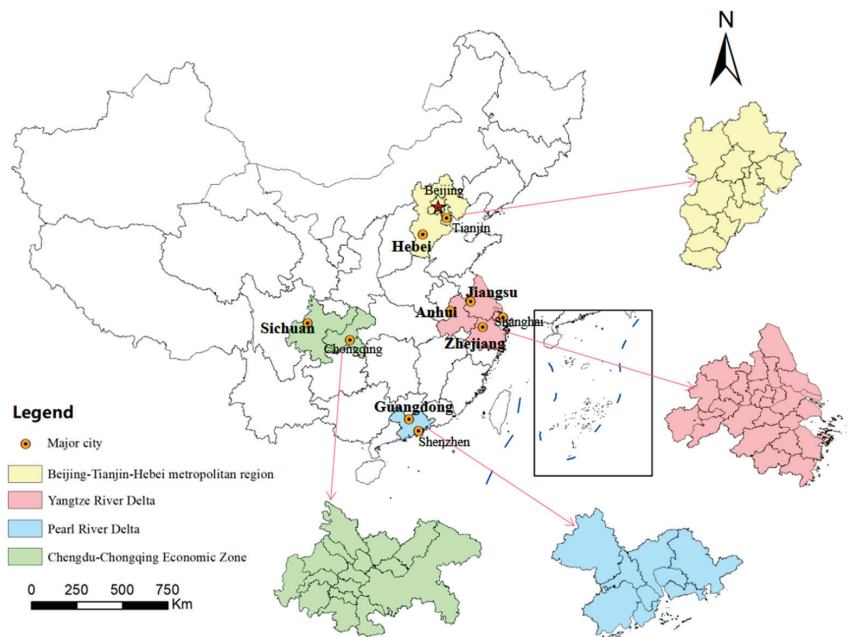 N
Beijing
Tianjin
Hebei
Jiangsu
Anhui
Shanghai
Zhejiang
Sichuan
Chongqing
Guangdong
Shenzhen
Legend
Major city
Beijing-Tianjin-Hebei metropolitan region
Yangtze River Delta
Pearl River Delta
Chengdu-Chongqing Economic Zone
0 250 500 750
Km